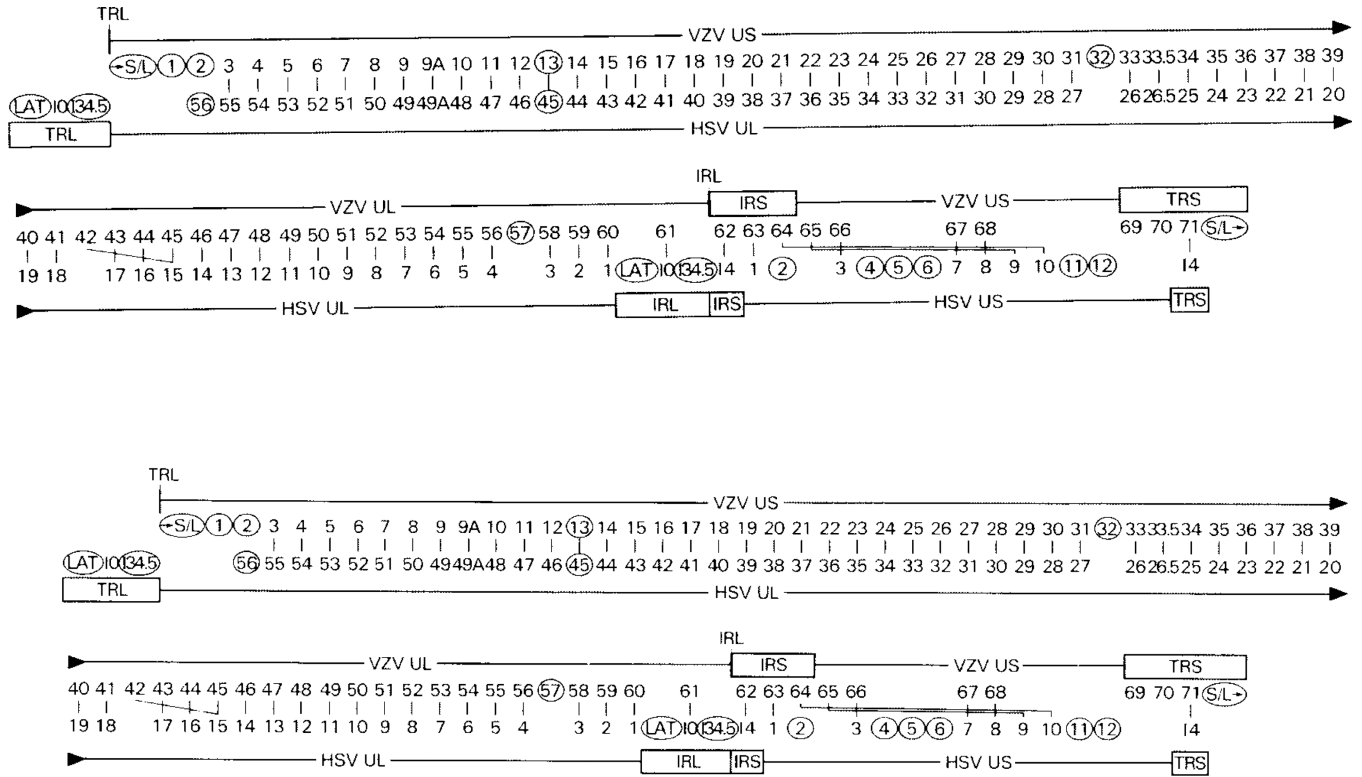 TRL
VZV US
→S/L 1 2 3 4 5 6 7 8 9 9A 10 11 12 13 14 15 16 17 18 19 20 21 22 23 24 25 26 27 28 29 30 31 32 33 33.5 34 35 36 37 38 39
LAT I0 I34.5 56 55 54 53 52 51 50 49 49A 48 47 46 45 44 43 42 41 40 39 38 37 36 35 34 33 32 31 30 29 28 27 26 26.5 25 24 23 22 21 20
TRL HSV UL
IRL
VZV UL IRS VZV US TRS
40 41 42 43 44 45 46 47 48 49 50 51 52 53 54 55 56 57 58 59 60 61 62 63 64 65 66 67 68 69 70 71 S/L→
19 18 17 16 15 14 13 12 11 10 9 8 7 6 5 4 3 2 1 LAT I0 I34.5 I4 1 2 3 4 5 6 7 8 9 10 11 12 I4
HSV UL IRL IRS HSV US TRS
TRL
VZV US
→S/L 1 2 3 4 5 6 7 8 9 9A 10 11 12 13 14 15 16 17 18 19 20 21 22 23 24 25 26 27 28 29 30 31 32 33 33.5 34 35 36 37 38 39
LAT I0 I34.5 56 55 54 53 52 51 50 49 49A 48 47 46 45 44 43 42 41 40 39 38 37 36 35 34 33 32 31 30 29 28 27 26 26.5 25 24 23 22 21 20
TRL HSV UL
IRL
VZV UL IRS VZV US TRS
40 41 42 43 44 45 46 47 48 49 50 51 52 53 54 55 56 57 58 59 60 61 62 63 64 65 66 67 68 69 70 71 S/L→
19 18 17 16 15 14 13 12 11 10 9 8 7 6 5 4 3 2 1 LAT I0 I34.5 I4 1 2 3 4 5 6 7 8 9 10 11 12 I4
HSV UL IRL IRS HSV US TRS